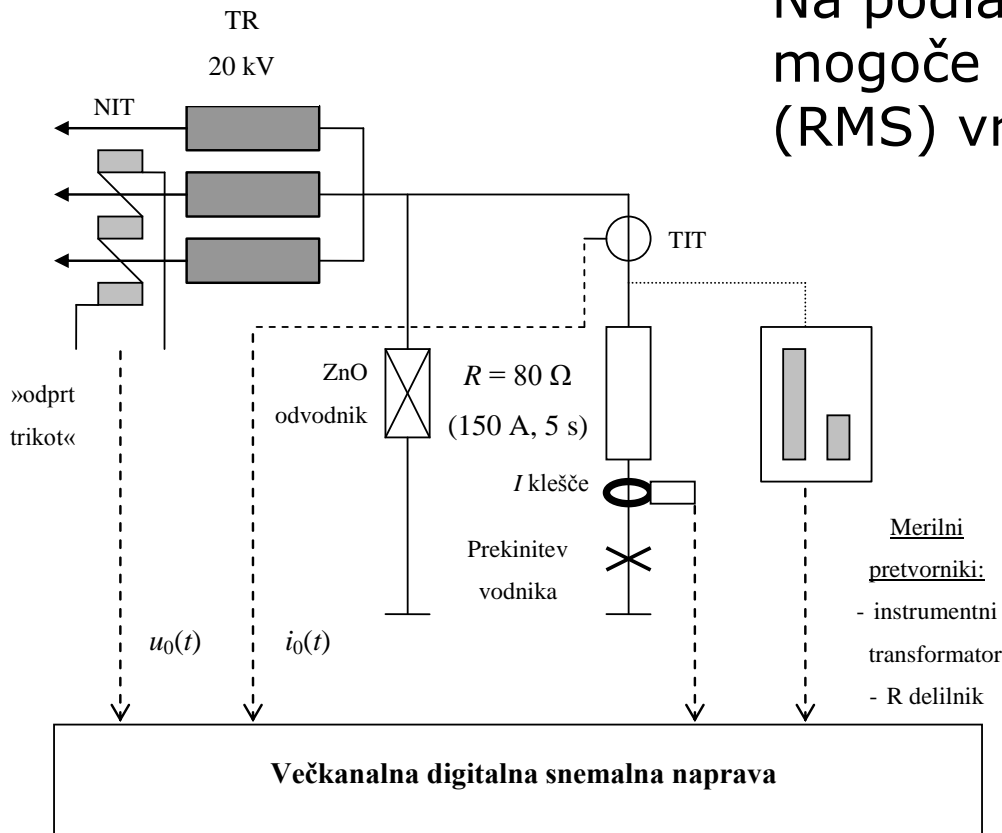 Na podla
mogoče
(RMS) vr
TR
20 kV
NIT
TIT
»odprt
trikot«
ZnO
odvodnik
R = 80 Ω
(150 A, 5 s)
I klešče
Prekinitev
vodnika
Merilni
pretvorniki:
- instrumentni
transformator
- R delilnik
u₀(t)
i₀(t)
Večkanalna digitalna snemalna naprava